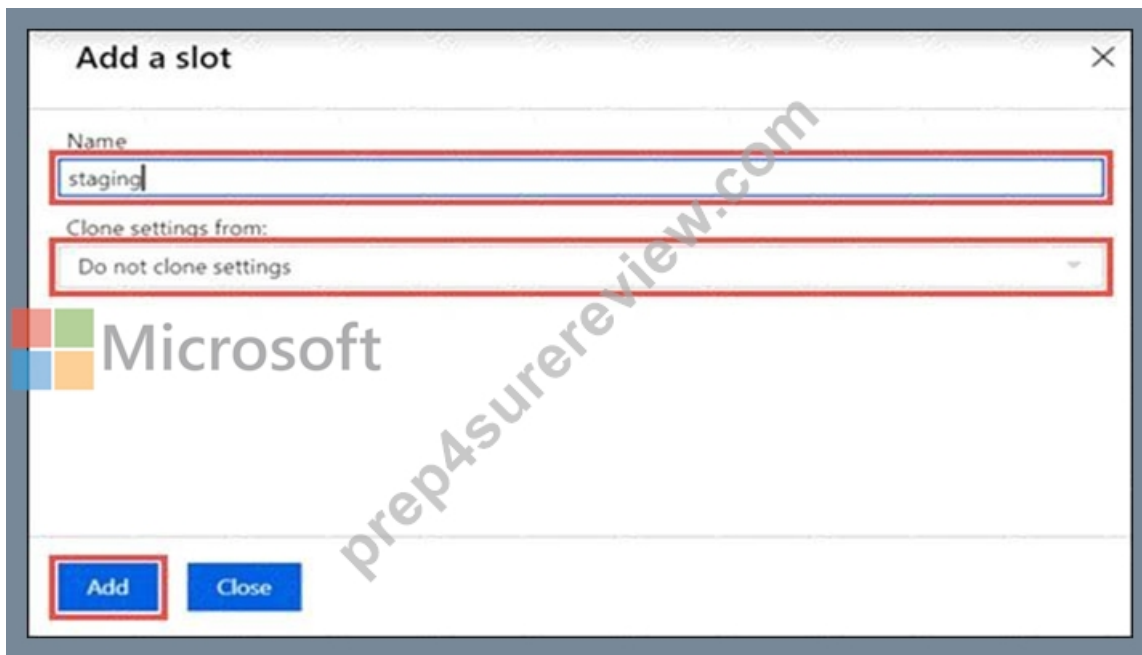 Add a slot
Name
staging
Clone settings from:
Do not clone settings
Microsoft
prep4surereview.com
Add
Close